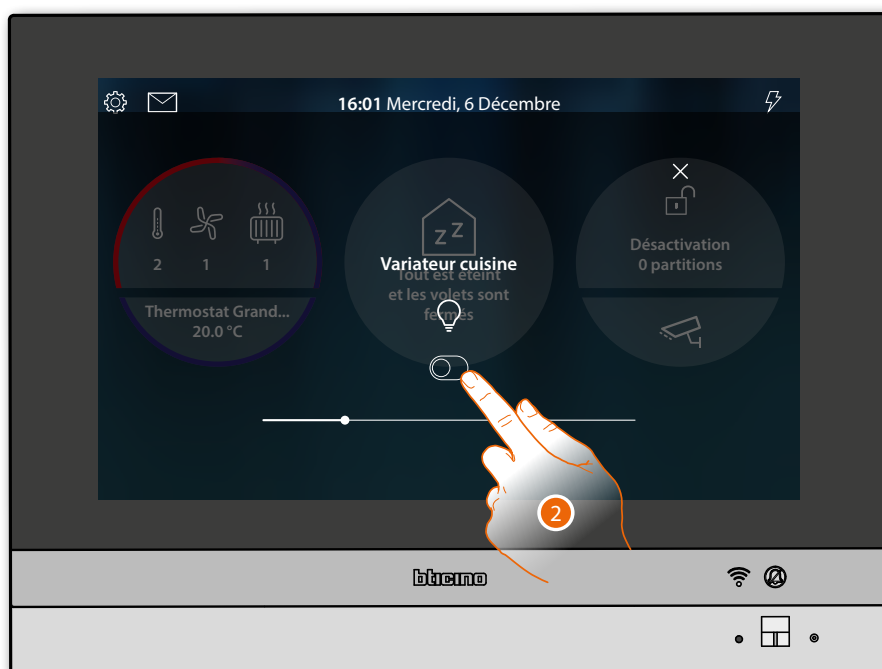 16:01 Mercredi, 6 Décembre
2 1 1
Thermostat Grand...
20.0 °C
zZ
Variateur cuisine
Tout est éteint
et les volets sont
fermés
Désactivation
0 partitions
2
bticino